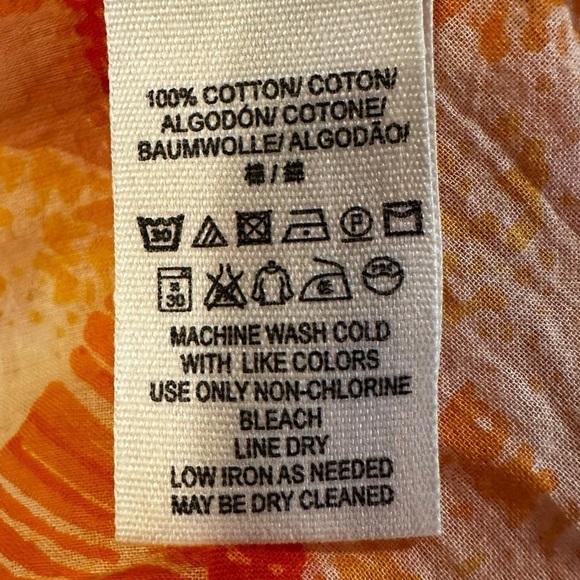 100% COTTON/ COTON/
ALGODÓN/ COTONE/
BAUMWOLLE/ ALGODÃO/
棉 / 綿
30
30
MACHINE WASH COLD
WITH LIKE COLORS
USE ONLY NON-CHLORINE
BLEACH
LINE DRY
LOW IRON AS NEEDED
MAY BE DRY CLEANED